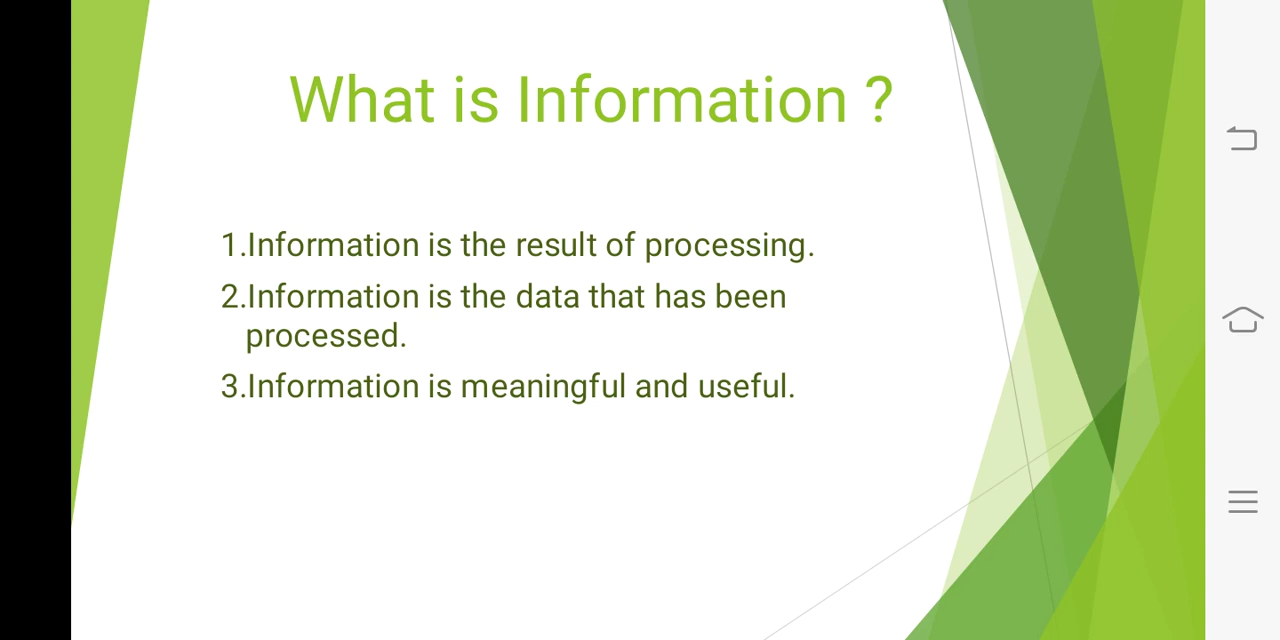 What is Information ?
1.Information is the result of processing.
2.Information is the data that has been
processed.
3.Information is meaningful and useful.